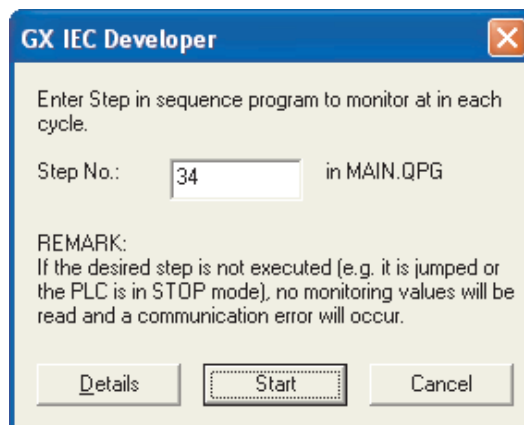 GX IEC Developer
Enter Step in sequence program to monitor at in each
cycle.
Step No.: 34 in MAIN.QPG
REMARK:
If the desired step is not executed (e.g. it is jumped or
the PLC is in STOP mode), no monitoring values will be
read and a communication error will occur.
Details Start Cancel